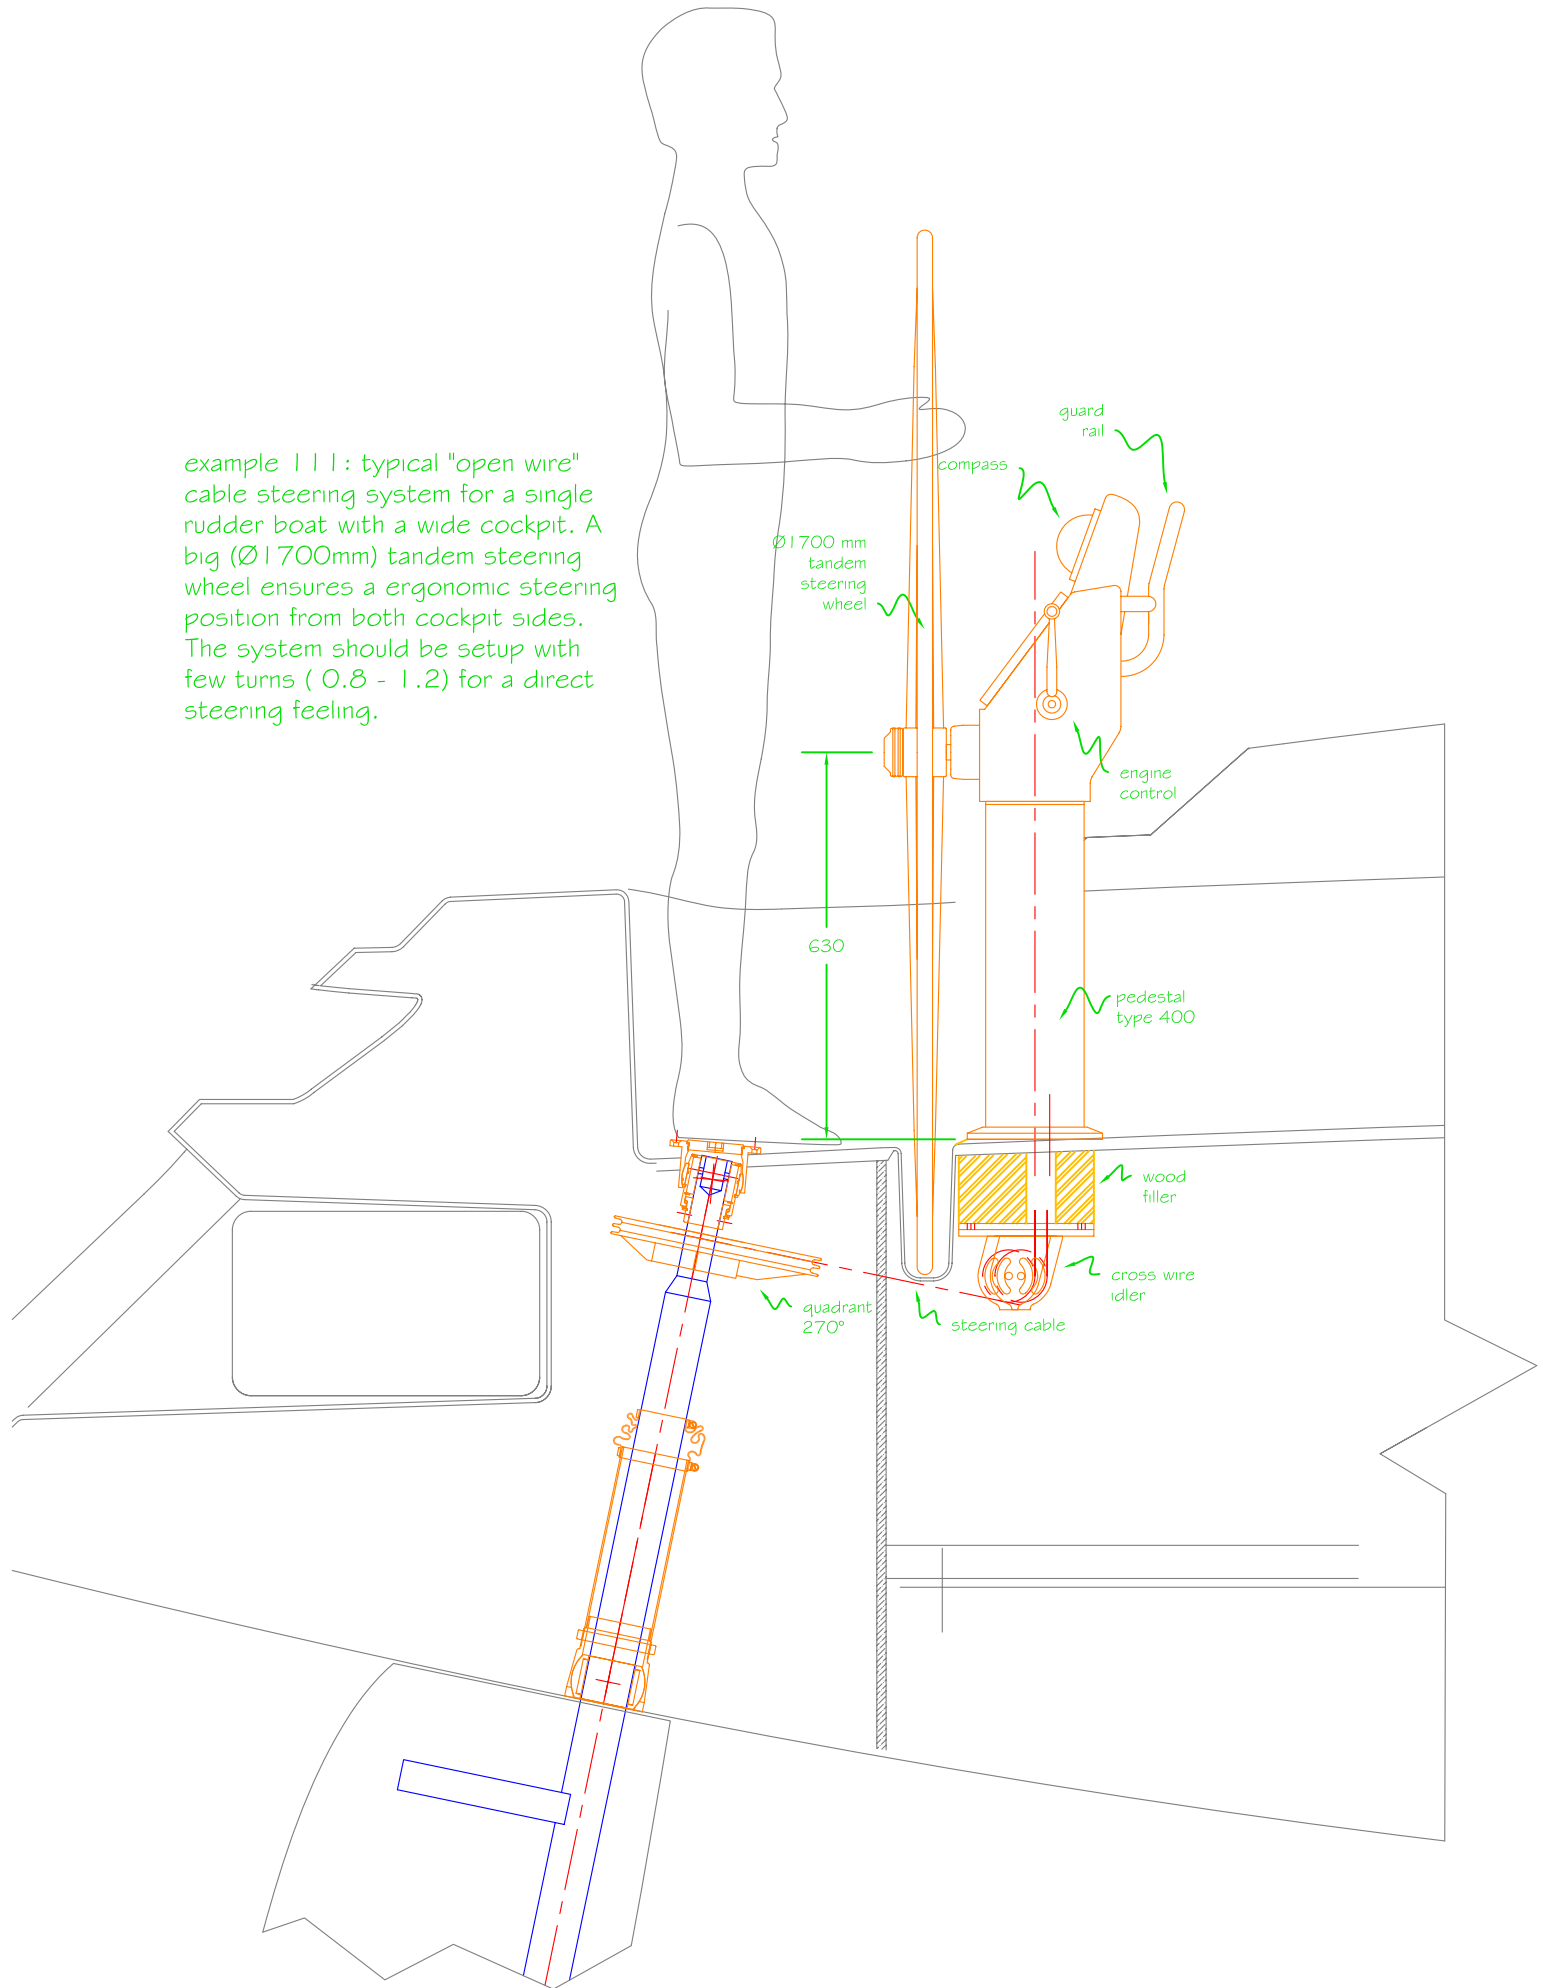 guard
rail
compass
example 111: typical "open wire"
cable steering system for a single
rudder boat with a wide cockpit. A
big (Ø1700mm) tandem steering
wheel ensures a ergonomic steering
position from both cockpit sides.
The system should be setup with
few turns ( 0.8 - 1.2) for a direct
steering feeling.
Ø1700 mm
tandem
steering
wheel
engine
control
630
pedestal
type 400
wood
filler
cross wire
idler
quadrant
270°
steering cable